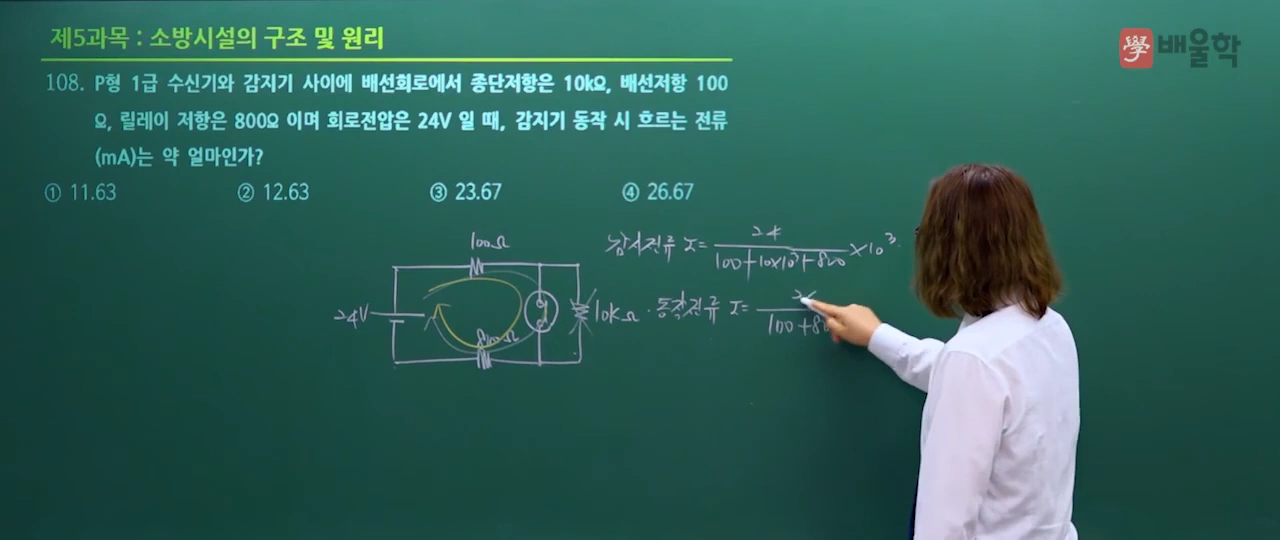 제5과목 : 소방시설의 구조 및 원리
學 배울학
108. P형 1급 수신기와 감지기 사이에 배선회로에서 종단저항은 10kΩ, 배선저항 100
Ω, 릴레이 저항은 800Ω 이며 회로전압은 24V 일 때, 감지기 동작 시 흐르는 전류
(mA)는 약 얼마인가?
① 11.63 ② 12.63 ③ 23.67 ④ 26.67
100Ω
감시전류 I= 24 / 100+10×10³+800 ×10³
24V
800Ω
10kΩ
동작전류 I= 24 / 100+80